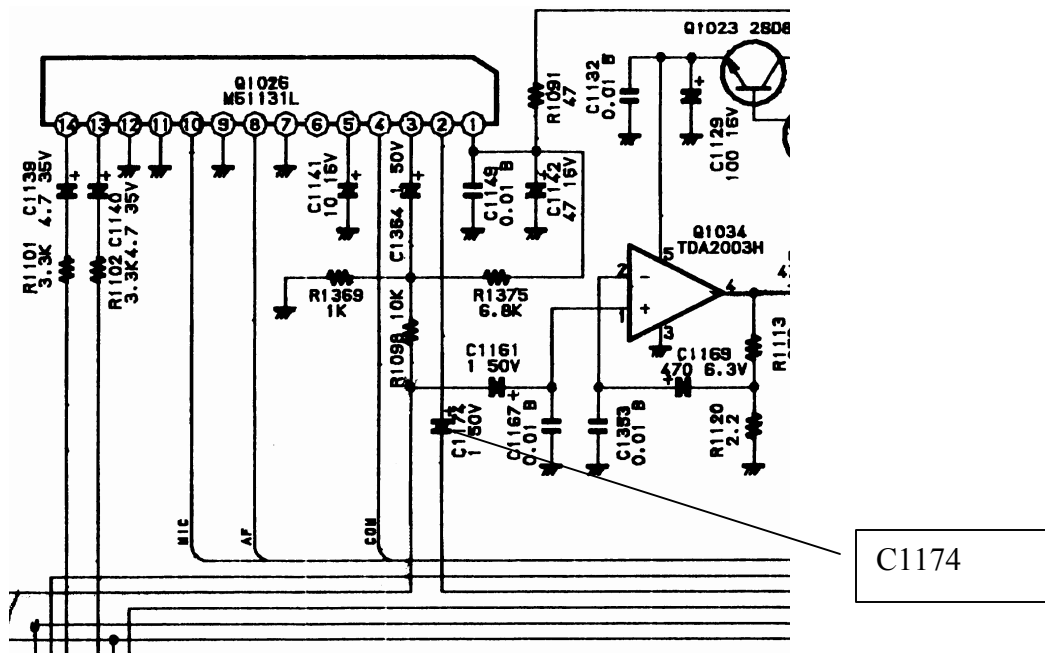 Q1023 2SD8
Q1026
M51131L
14 13 12 11 10 9 8 7 6 5 4 3 2 1
C1139
4.7 35V
R1101
3.3K
C1140
4.7 35V
R1102
3.3K
C1141
10 16V
C1364 1 50V
C1149
0.01 B
C1142
47 16V
R1091
47
C1132
0.01 B
C1129
100 16V
Q1034
TDA2003H
5
2 -
1 +
3
4
47
R1369
1K
R1375
6.8K
R1098 10K
C1161
1 50V
C1169
470 6.3V
R1113
C1174
1 50V
C1167
0.01 B
C1353
0.01 B
R1120
2.2
MIC
AF
COM
C1174